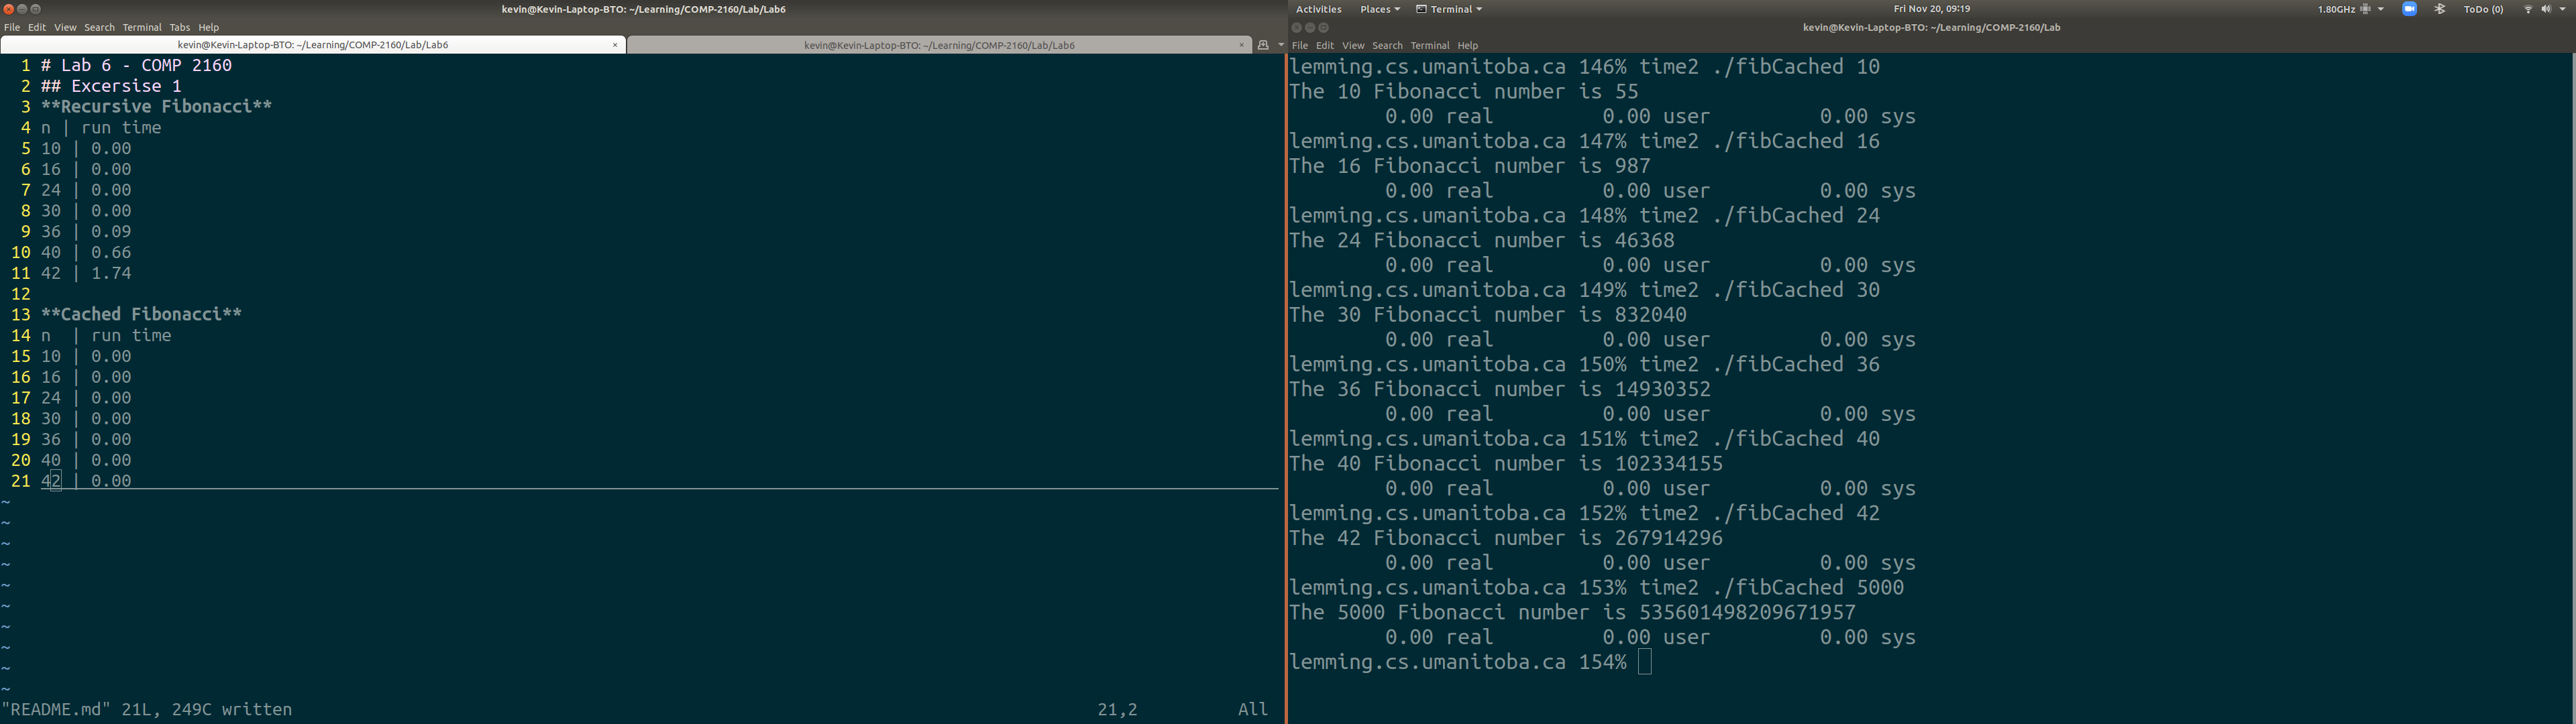 kevin@Kevin-Laptop-BTO: ~/Learning/COMP-2160/Lab/Lab6
File Edit View Search Terminal Tabs Help
kevin@Kevin-Laptop-BTO: ~/Learning/COMP-2160/Lab/Lab6 × kevin@Kevin-Laptop-BTO: ~/Learning/COMP-2160/Lab/Lab6 ×
1 # Lab 6 - COMP 2160
2 ## Excersise 1
3 **Recursive Fibonacci**
4 n | run time
5 10 | 0.00
6 16 | 0.00
7 24 | 0.00
8 30 | 0.00
9 36 | 0.09
10 40 | 0.66
11 42 | 1.74
12
13 **Cached Fibonacci**
14 n  | run time
15 10 | 0.00
16 16 | 0.00
17 24 | 0.00
18 30 | 0.00
19 36 | 0.00
20 40 | 0.00
21 42 | 0.00
~
~
~
~
~
~
~
~
~
~
"README.md" 21L, 249C written 21,2 All
Activities Places Terminal Fri Nov 20, 09:19 1.80GHz ToDo (0)
kevin@Kevin-Laptop-BTO: ~/Learning/COMP-2160/Lab
File Edit View Search Terminal Help
lemming.cs.umanitoba.ca 146% time2 ./fibCached 10
The 10 Fibonacci number is 55
0.00 real 0.00 user 0.00 sys
lemming.cs.umanitoba.ca 147% time2 ./fibCached 16
The 16 Fibonacci number is 987
0.00 real 0.00 user 0.00 sys
lemming.cs.umanitoba.ca 148% time2 ./fibCached 24
The 24 Fibonacci number is 46368
0.00 real 0.00 user 0.00 sys
lemming.cs.umanitoba.ca 149% time2 ./fibCached 30
The 30 Fibonacci number is 832040
0.00 real 0.00 user 0.00 sys
lemming.cs.umanitoba.ca 150% time2 ./fibCached 36
The 36 Fibonacci number is 14930352
0.00 real 0.00 user 0.00 sys
lemming.cs.umanitoba.ca 151% time2 ./fibCached 40
The 40 Fibonacci number is 102334155
0.00 real 0.00 user 0.00 sys
lemming.cs.umanitoba.ca 152% time2 ./fibCached 42
The 42 Fibonacci number is 267914296
0.00 real 0.00 user 0.00 sys
lemming.cs.umanitoba.ca 153% time2 ./fibCached 5000
The 5000 Fibonacci number is 535601498209671957
0.00 real 0.00 user 0.00 sys
lemming.cs.umanitoba.ca 154%